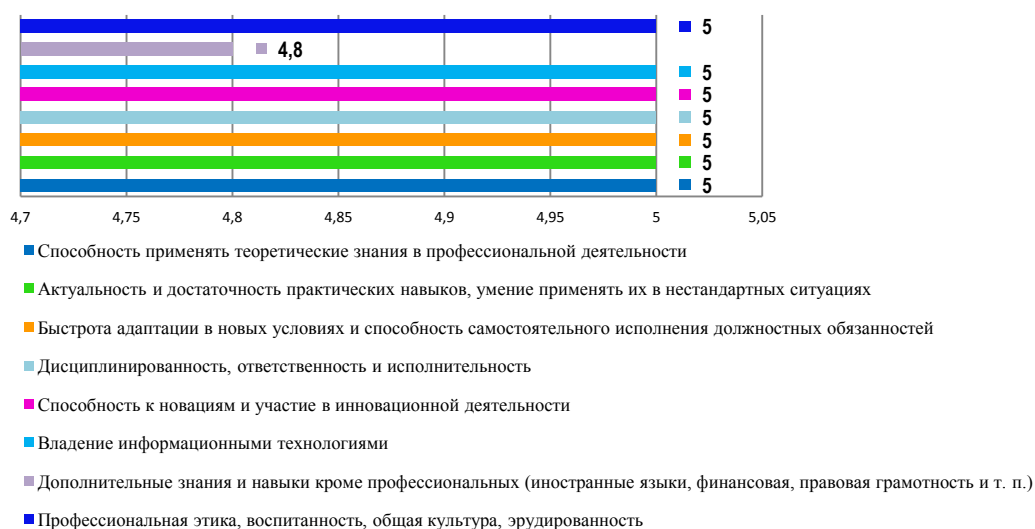 5
4,8
5
5
5
5
5
5
4,7 4,75 4,8 4,85 4,9 4,95 5 5,05
Способность применять теоретические знания в профессиональной деятельности
Актуальность и достаточность практических навыков, умение применять их в нестандартных ситуациях
Быстрота адаптации в новых условиях и способность самостоятельного исполнения должностных обязанностей
Дисциплинированность, ответственность и исполнительность
Способность к новациям и участие в инновационной деятельности
Владение информационными технологиями
Дополнительные знания и навыки кроме профессиональных (иностранные языки, финансовая, правовая грамотность и т. п.)
Профессиональная этика, воспитанность, общая культура, эрудированность